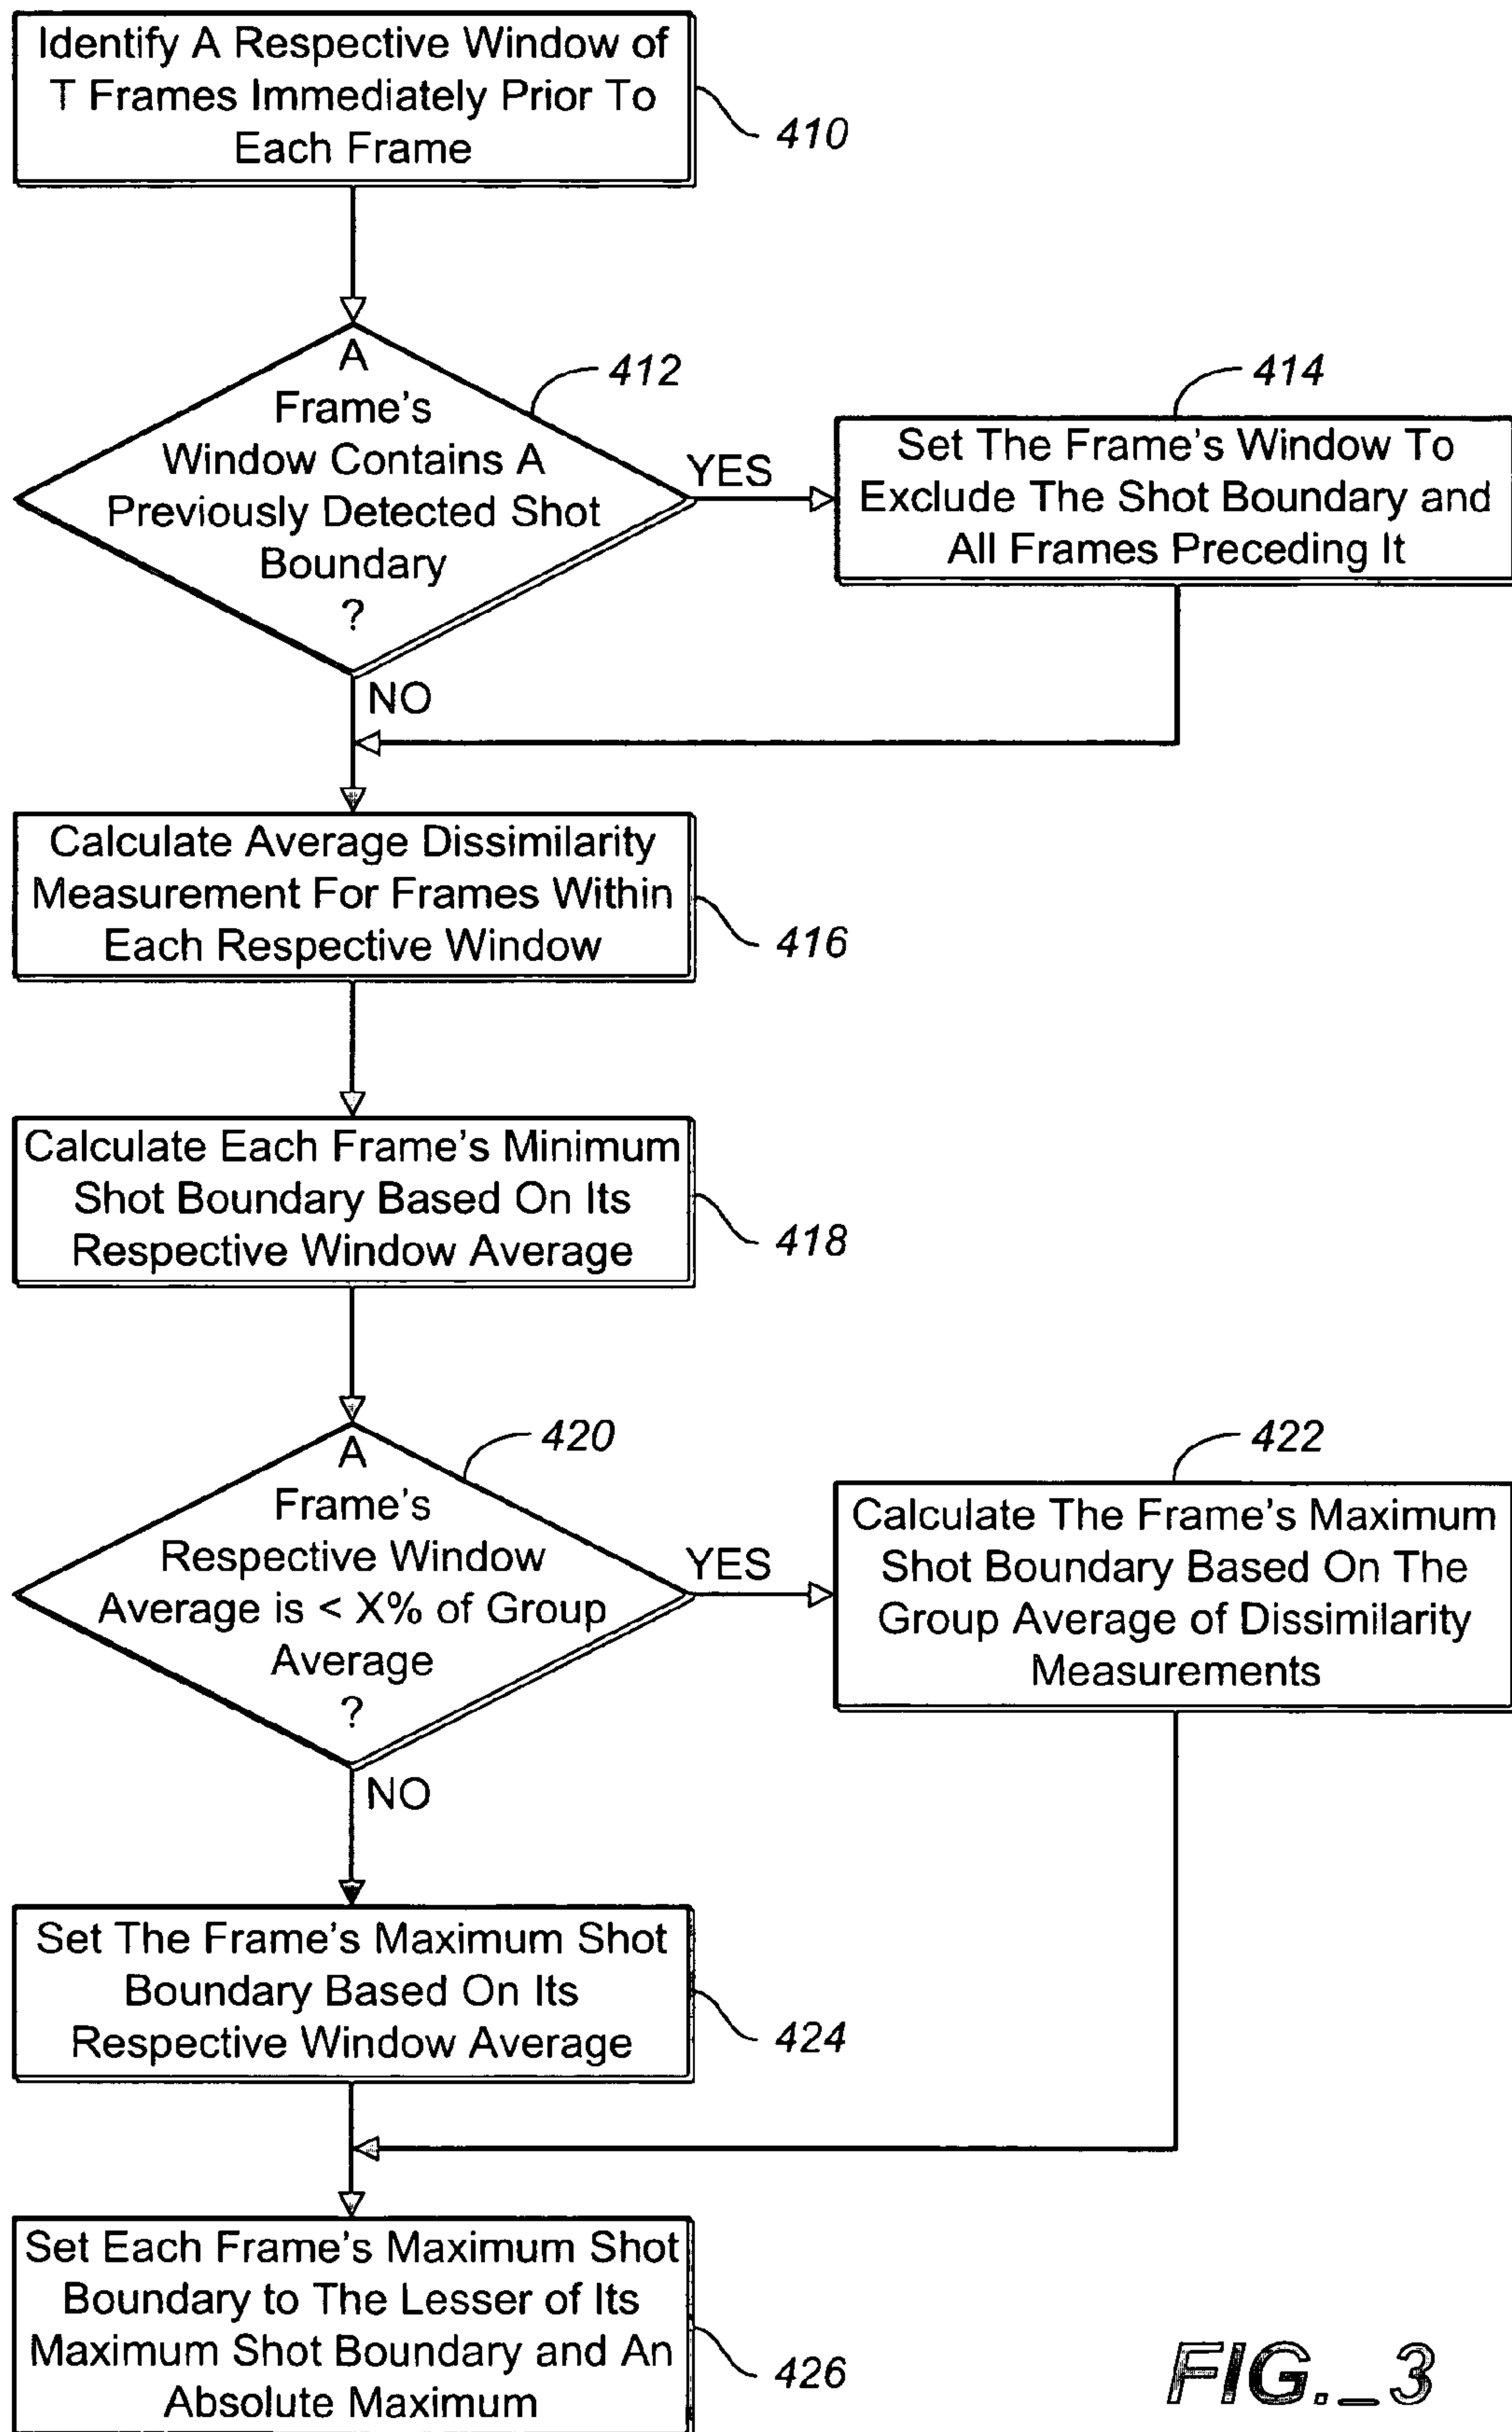 Identify A Respective Window of
T Frames Immediately Prior To
Each Frame
410
A
Frame's
Window Contains A
Previously Detected Shot
Boundary
?
412
YES
NO
414
Set The Frame's Window To
Exclude The Shot Boundary and
All Frames Preceding It
Calculate Average Dissimilarity
Measurement For Frames Within
Each Respective Window
416
Calculate Each Frame's Minimum
Shot Boundary Based On Its
Respective Window Average
418
A
Frame's
Respective Window
Average is < X% of Group
Average
?
420
YES
NO
422
Calculate The Frame's Maximum
Shot Boundary Based On The
Group Average of Dissimilarity
Measurements
Set The Frame's Maximum Shot
Boundary Based On Its
Respective Window Average
424
Set Each Frame's Maximum Shot
Boundary to The Lesser of Its
Maximum Shot Boundary and An
Absolute Maximum
426
FIG._3